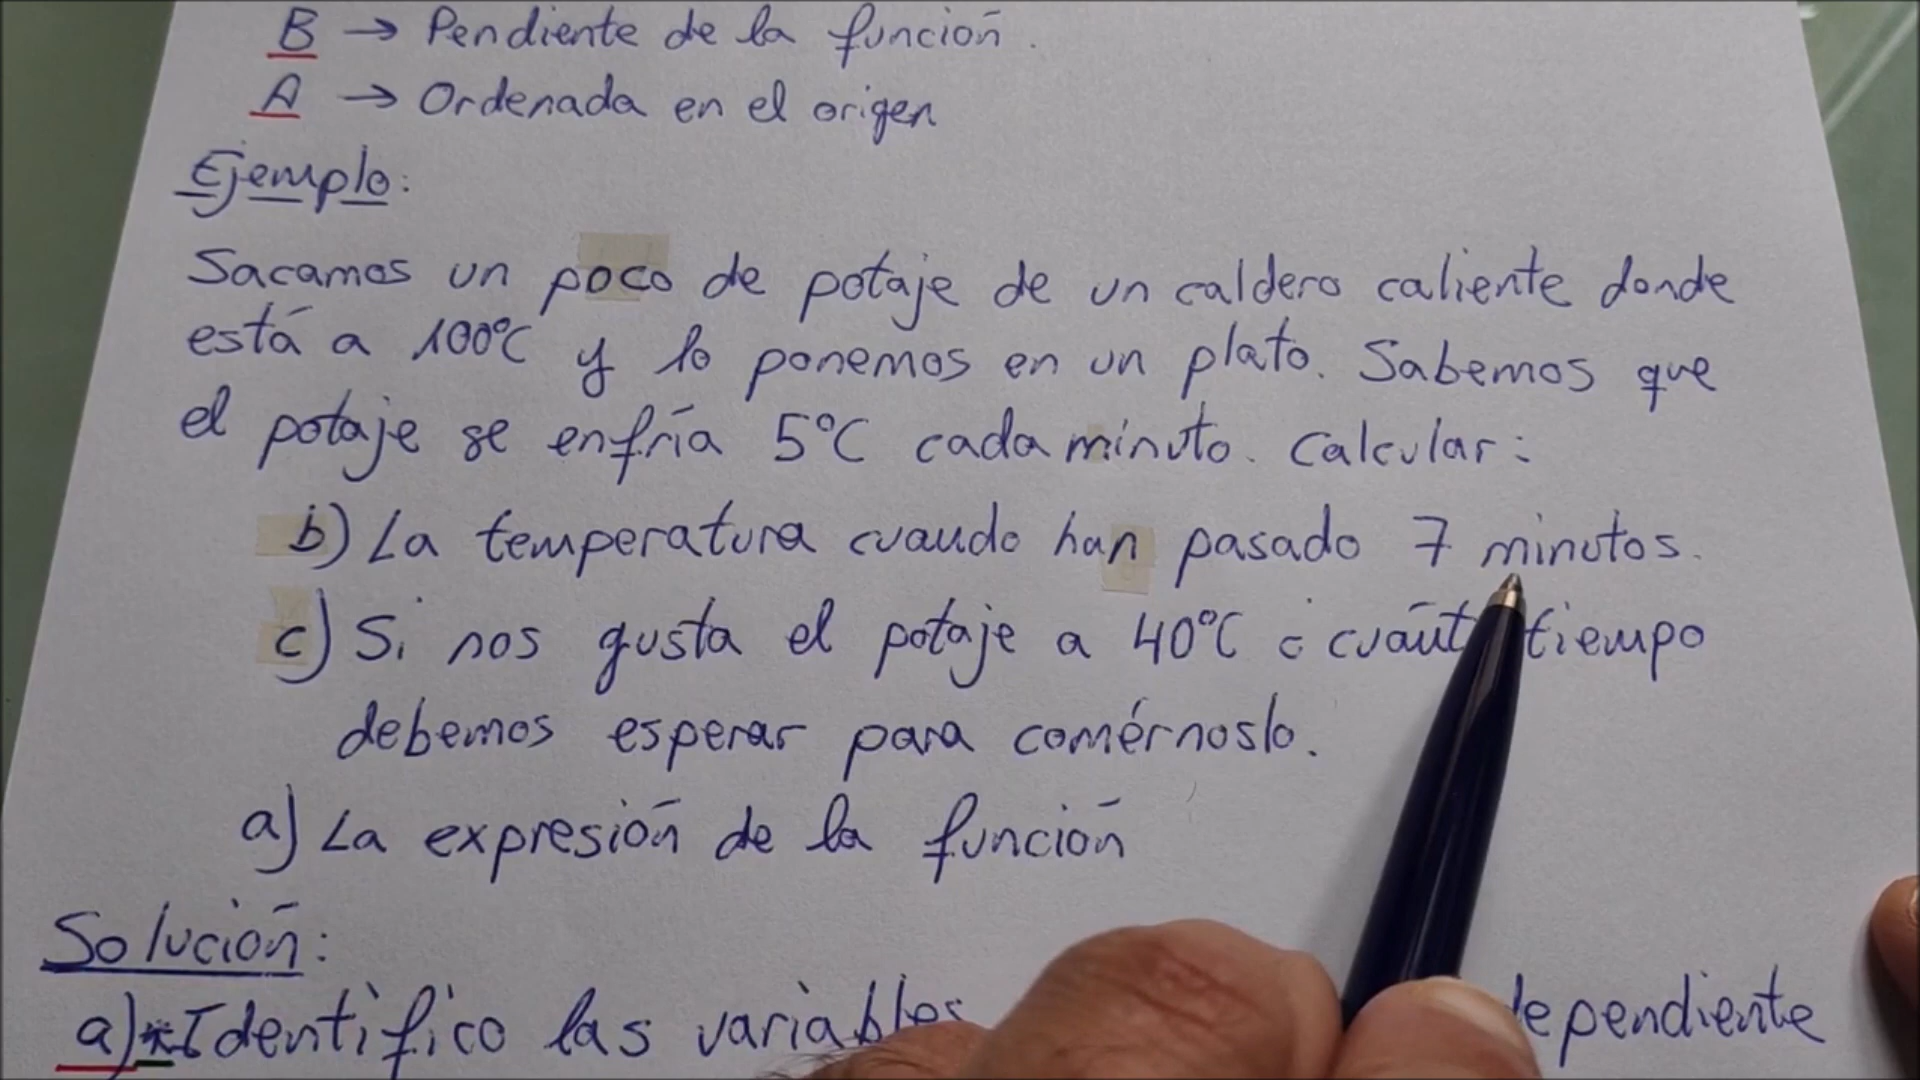 B → Pendiente de la función.
A → Ordenada en el origen
Ejemplo:
Sacamos un poco de potaje de un caldero caliente donde
está a 100°C y lo ponemos en un plato. Sabemos que
el potaje se enfría 5°C cada minuto. Calcular:
b) La temperatura cuando han pasado 7 minutos.
c) Si nos gusta el potaje a 40°C ¿cuánt tiempo
debemos esperar para comérnoslo.
a) La expresión de la función
Solución:
a)*Identifico las variables ependiente